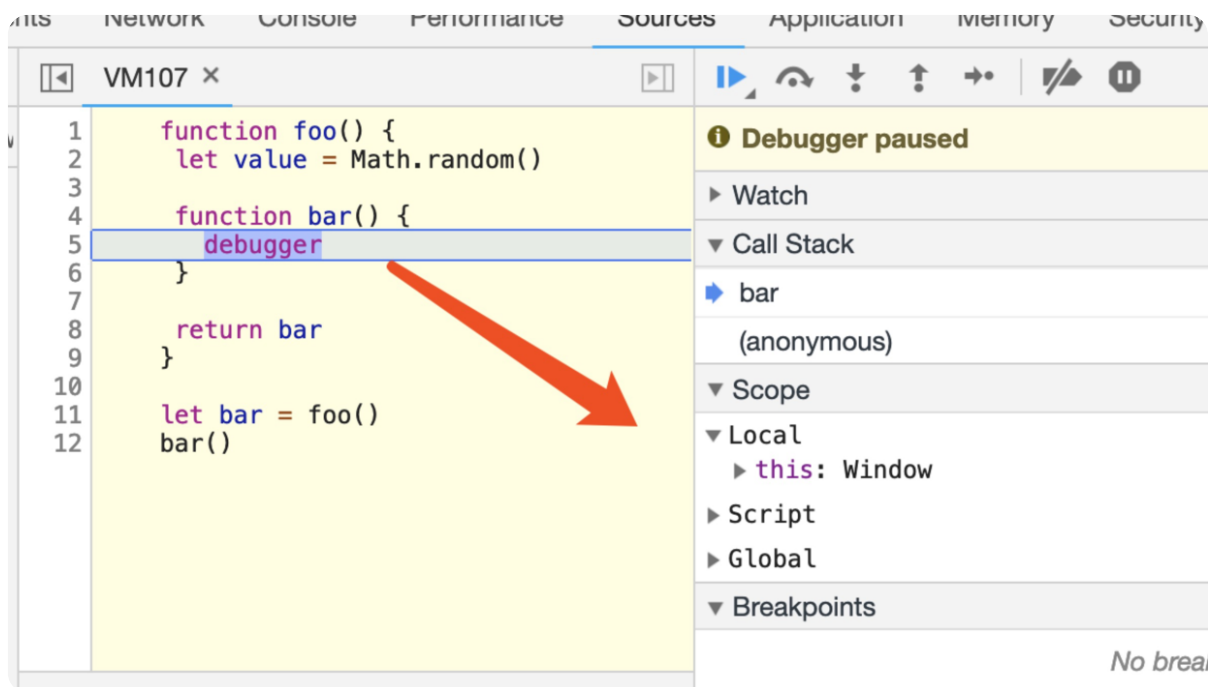 Network Console Performance Sources Application Memory Security
VM107 ×
1 function foo() {
2 let value = Math.random()
3
4 function bar() {
5 debugger
6 }
7
8 return bar
9 }
10
11 let bar = foo()
12 bar()
Debugger paused
Watch
Call Stack
bar
(anonymous)
Scope
Local
this: Window
Script
Global
Breakpoints
No